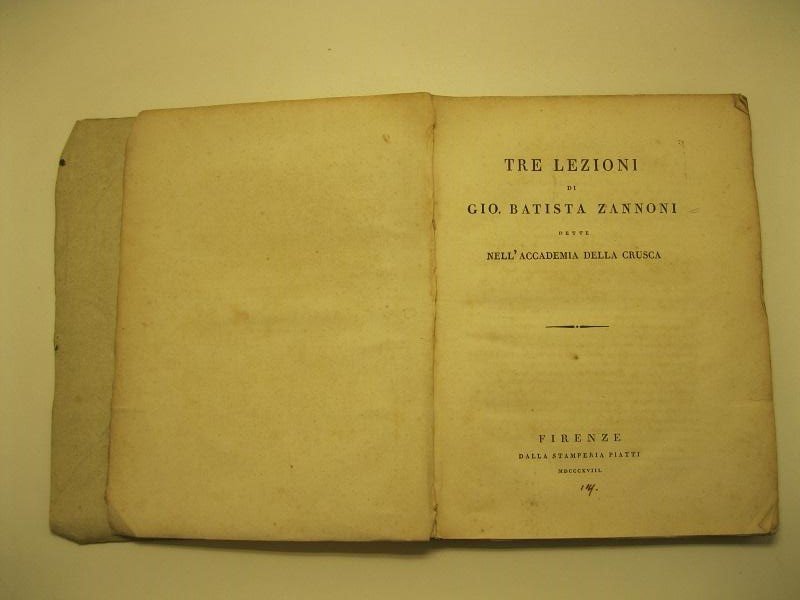 TRE LEZIONI
DI
GIO. BATISTA ZANNONI
DETTE
NELL'ACCADEMIA DELLA CRUSCA
FIRENZE
DALLA STAMPERIA PIATTI
MDCCCXVIII.